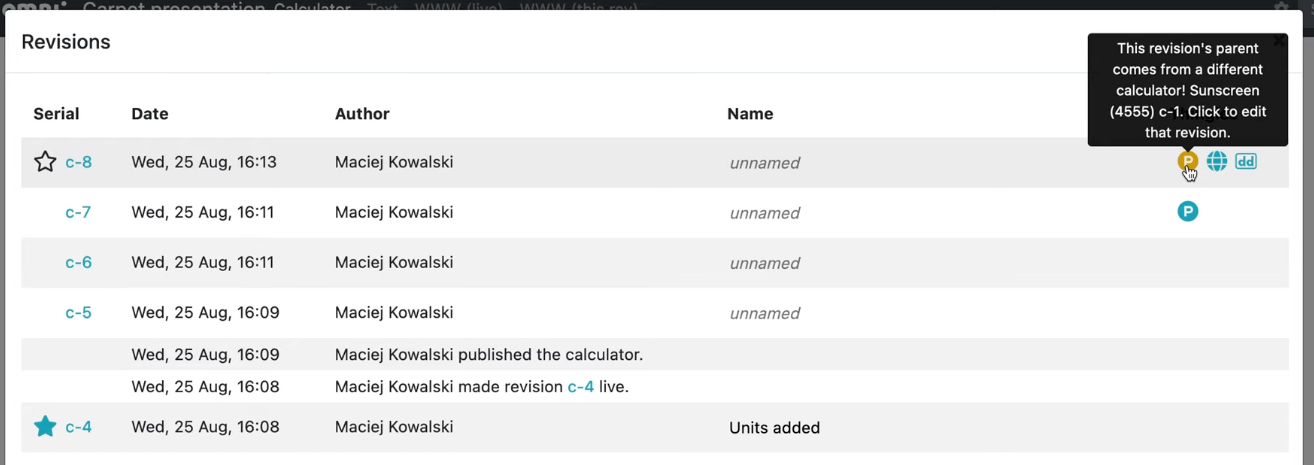 Carpet presentation Calculator Text WWW (live) WWW (this rev)
Revisions
This revision's parent
comes from a different
calculator! Sunscreen
(4555) c-1. Click to edit
that revision.
Serial Date Author Name
c-8 Wed, 25 Aug, 16:13 Maciej Kowalski unnamed P dd
c-7 Wed, 25 Aug, 16:11 Maciej Kowalski unnamed P
c-6 Wed, 25 Aug, 16:11 Maciej Kowalski unnamed
c-5 Wed, 25 Aug, 16:09 Maciej Kowalski unnamed
Wed, 25 Aug, 16:09 Maciej Kowalski published the calculator.
Wed, 25 Aug, 16:08 Maciej Kowalski made revision c-4 live.
c-4 Wed, 25 Aug, 16:08 Maciej Kowalski Units added